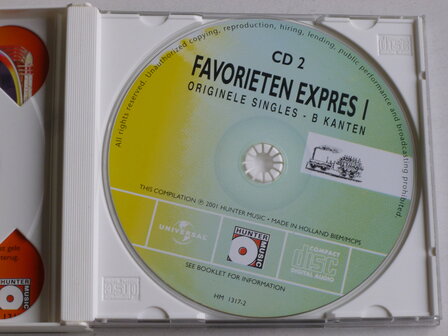 CD 2
FAVORIETEN EXPRES I
ORIGINELE SINGLES - B KANTEN
All rights reserved. Unauthorized copying, reproduction, hiring, lending, public performance and broadcasting prohibited
THIS COMPILATION ℗ 2001 HUNTER MUSIC • MADE IN HOLLAND BIEM/MCPS
UNIVERSAL
HUNTER
MUSIC
COMPACT
disc
DIGITAL AUDIO
SEE BOOKLET FOR INFORMATION
HM 1317-2
HUNTER
MUSIC